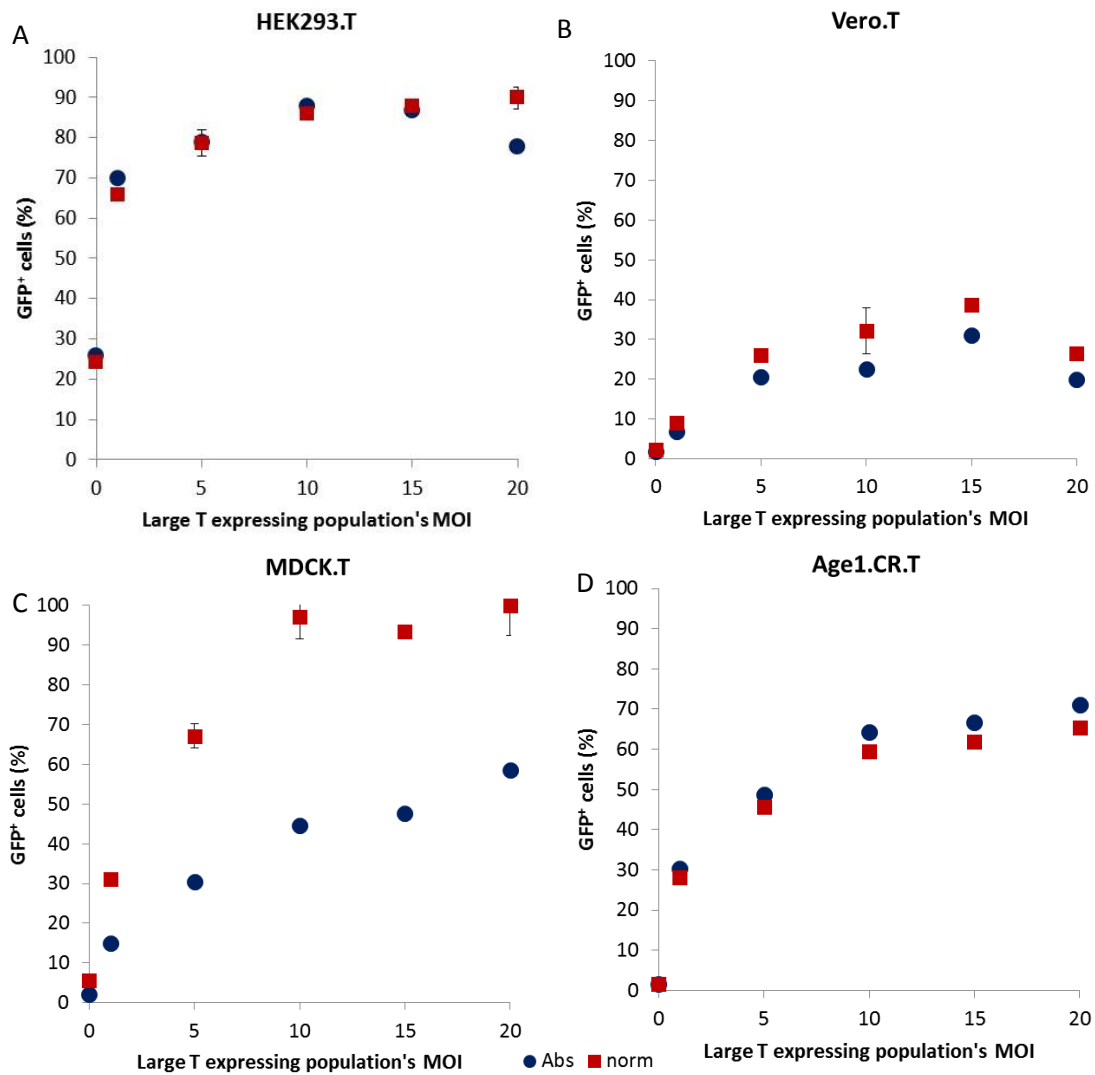 A
HEK293.T
100
90
80
70
60
50
40
30
20
10
0
GFP⁺ cells (%)
0 5 10 15 20
Large T expressing population's MOI
B
Vero.T
100
90
80
70
60
50
40
30
20
10
0
GFP⁺ cells (%)
0 5 10 15 20
Large T expressing population's MOI
C
MDCK.T
100
90
80
70
60
50
40
30
20
10
0
GFP⁺ cells (%)
0 5 10 15 20
Large T expressing population's MOI
D
Age1.CR.T
100
90
80
70
60
50
40
30
20
10
0
GFP⁺ cells (%)
0 5 10 15 20
Large T expressing population's MOI
Abs norm